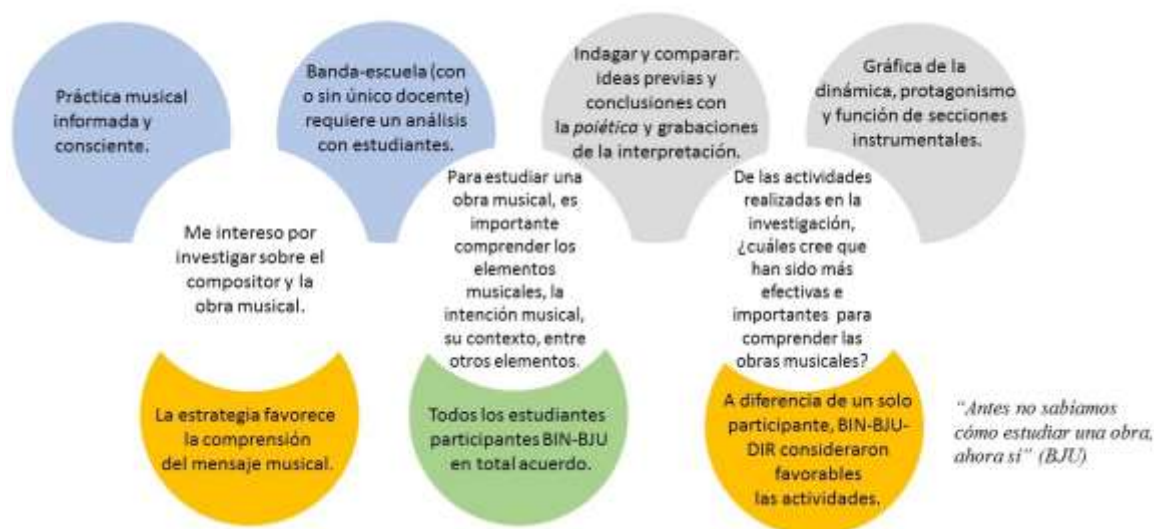 Práctica musical
informada y
consciente.
Banda-escuela (con
o sin único docente)
requiere un análisis
con estudiantes.
Indagar y comparar:
ideas previas y
conclusiones con
la poiética y grabaciones
de la interpretación.
Gráfica de la
dinámica, protagonismo
y función de secciones
instrumentales.
Me intereso por
investigar sobre el
compositor y la
obra musical.
Para estudiar una
obra musical, es
importante
comprender los
elementos
musicales, la
intención musical,
su contexto, entre
otros elementos.
De las actividades
realizadas en la
investigación,
¿cuáles cree que
han sido más
efectivas e
importantes para
comprender las
obras musicales?
La estrategia favorece
la comprensión
del mensaje musical.
Todos los estudiantes
participantes BIN-BJU
en total acuerdo.
A diferencia de un solo
participante, BIN-BJU-
DIR consideraron
favorables
las actividades.
"Antes no sabíamos
cómo estudiar una obra,
ahora sí" (BJU)